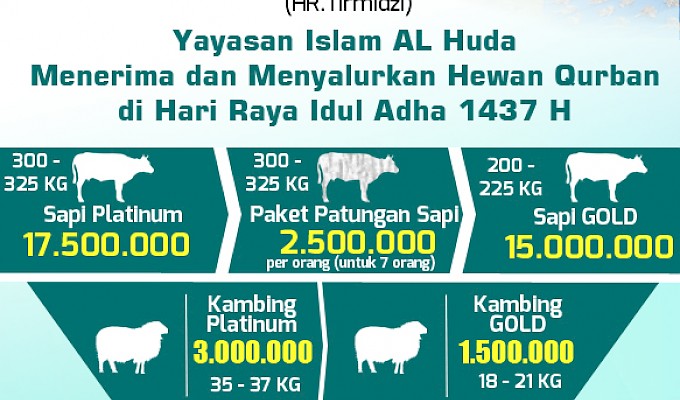 (HR.Tirmidzi)
Yayasan Islam AL Huda
Menerima dan Menyalurkan Hewan Qurban
di Hari Raya Idul Adha 1437 H
300 -
325 KG
Sapi Platinum
17.500.000
300 -
325 KG
Paket Patungan Sapi
2.500.000
per orang (untuk 7 orang)
200 -
225 KG
Sapi GOLD
15.000.000
Kambing
Platinum
3.000.000
35 - 37 KG
Kambing
GOLD
1.500.000
18 - 21 KG